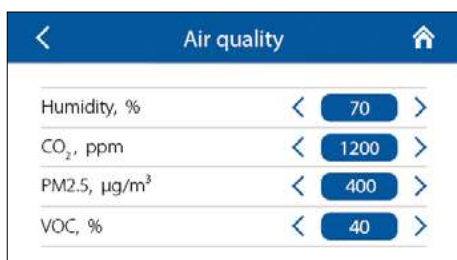 Air quality
Humidity, % 70
CO₂, ppm 1200
PM2.5, μg/m³ 400
VOC, % 40